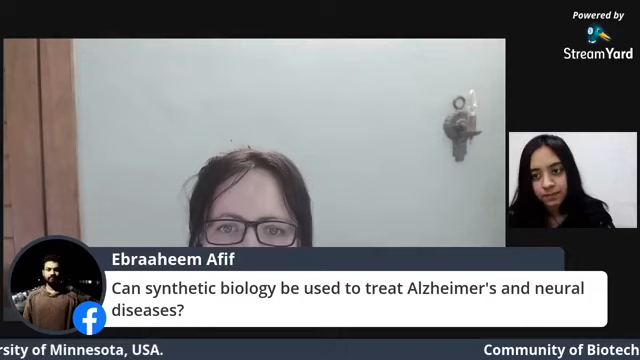 Powered by
StreamYard
Ebraaheem Afif
Can synthetic biology be used to treat Alzheimer's and neural
diseases?
rsity of Minnesota, USA. Community of Biotech